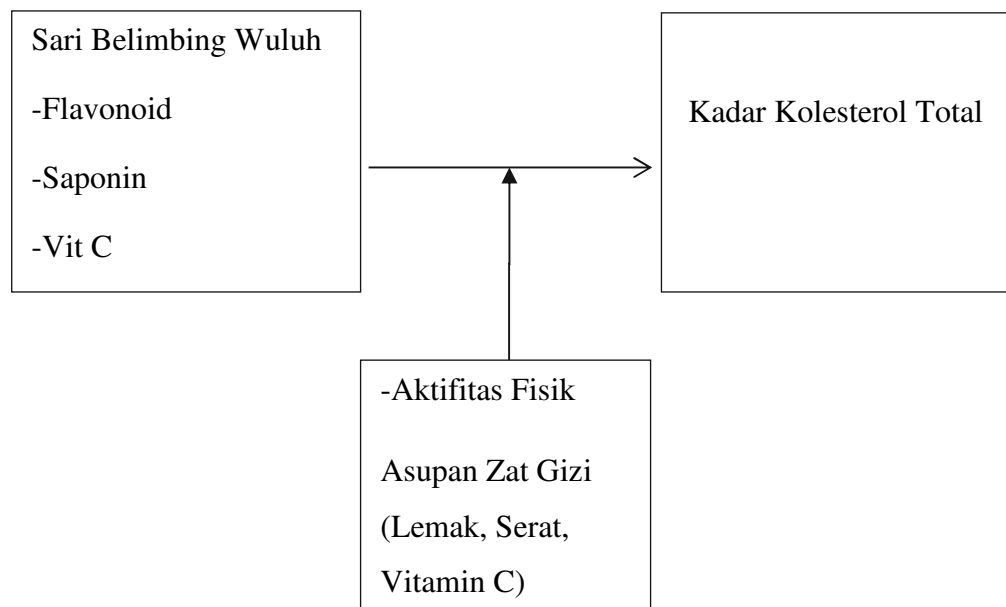 Sari Belimbing Wuluh
-Flavonoid
-Saponin
-Vit C
Kadar Kolesterol Total
-Aktifitas Fisik
Asupan Zat Gizi
(Lemak, Serat,
Vitamin C)